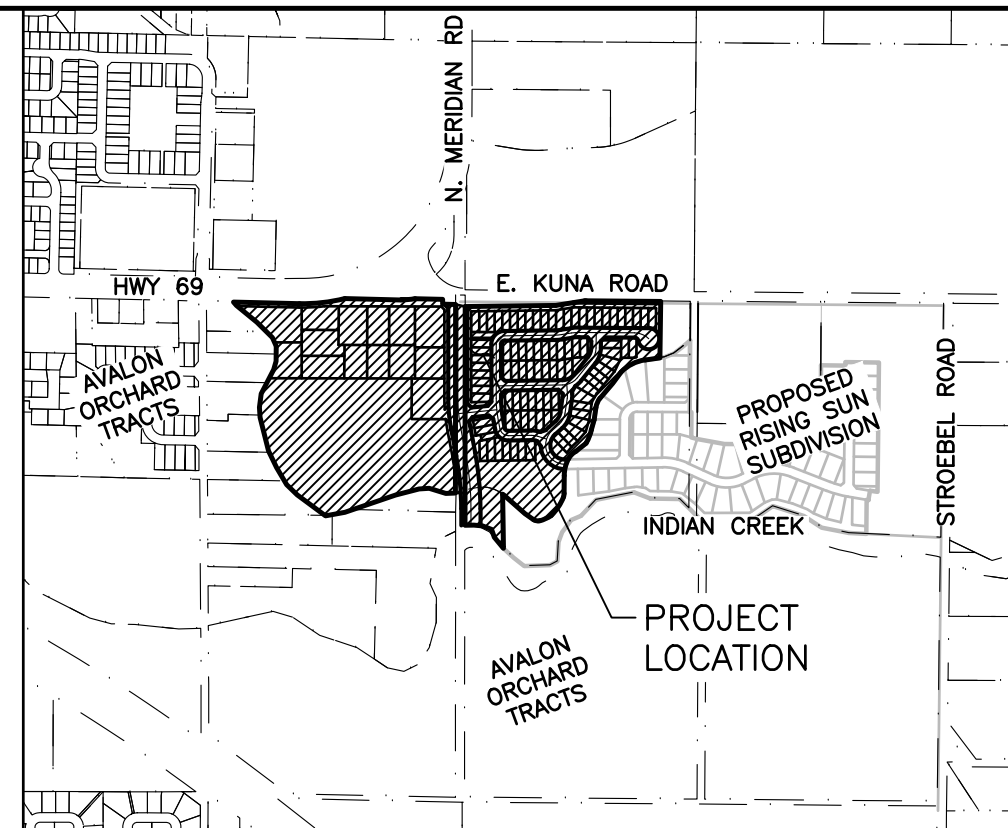 N. MERIDIAN RD
HWY 69
E. KUNA ROAD
AVALON
ORCHARD
TRACTS
PROPOSED
RISING SUN
SUBDIVISION
STROEBEL ROAD
INDIAN CREEK
PROJECT
LOCATION
AVALON
ORCHARD
TRACTS